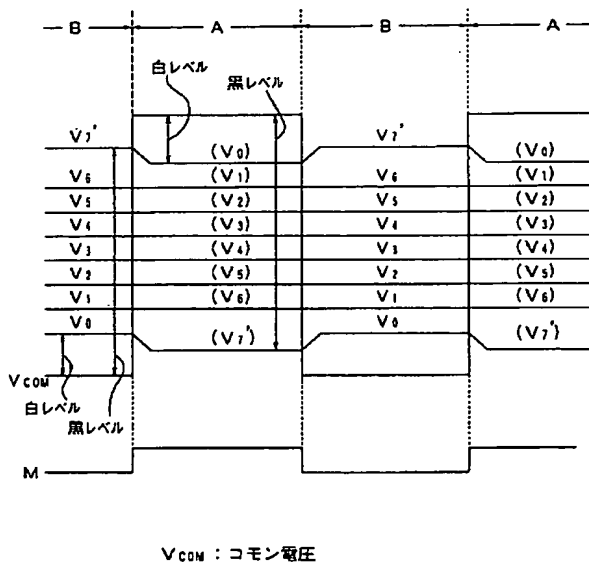 B A B A
白レベル
黒レベル
V7' (V0) V7' (V0)
V6 (V1) V6 (V1)
V5 (V2) V5 (V2)
V4 (V3) V4 (V3)
V3 (V4) V3 (V4)
V2 (V5) V2 (V5)
V1 (V6) V1 (V6)
V0 (V7') V0 (V7')
VCOM
白レベル
黒レベル
M
VCOM : コモン電圧